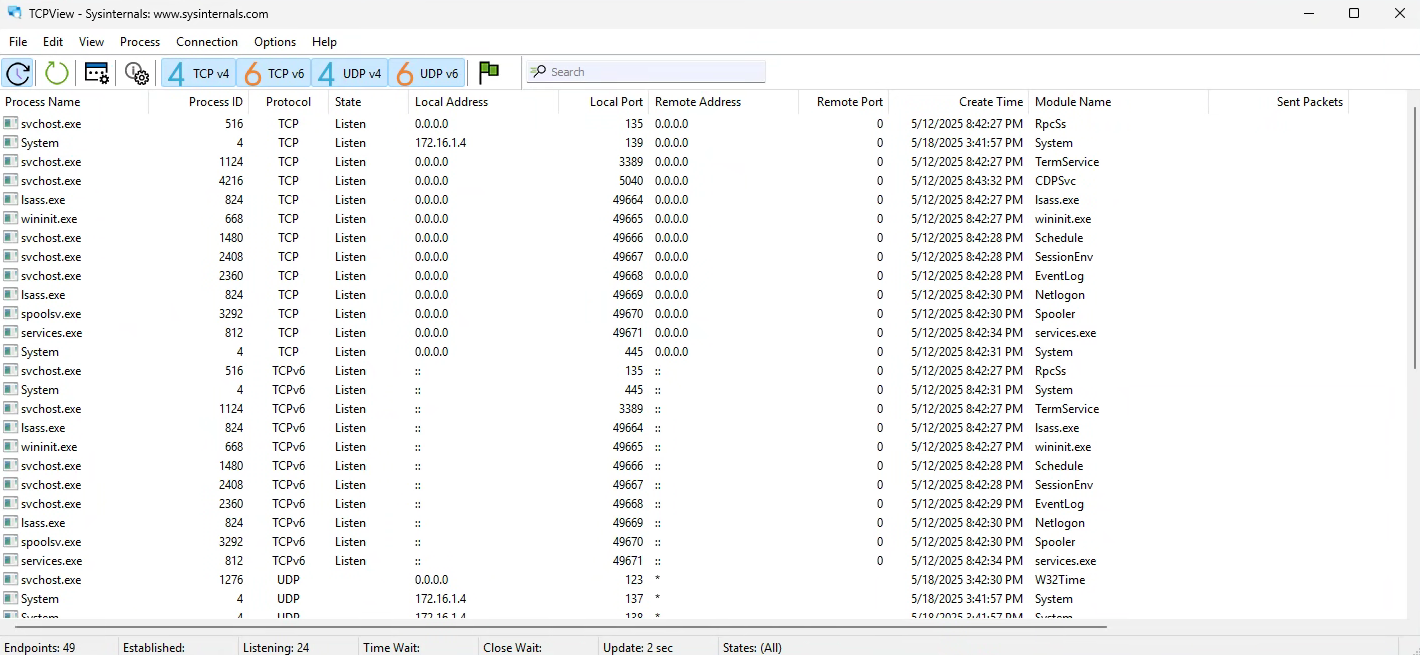 TCPView - Sysinternals: www.sysinternals.com
File Edit View Process Connection Options Help
4 TCP v4 6 TCP v6 4 UDP v4 6 UDP v6 Search
Process Name Process ID Protocol State Local Address Local Port Remote Address Remote Port Create Time Module Name Sent Packets
svchost.exe 516 TCP Listen 0.0.0.0 135 0.0.0.0 0 5/12/2025 8:42:27 PM RpcSs
System 4 TCP Listen 172.16.1.4 139 0.0.0.0 0 5/18/2025 3:41:57 PM System
svchost.exe 1124 TCP Listen 0.0.0.0 3389 0.0.0.0 0 5/12/2025 8:42:27 PM TermService
svchost.exe 4216 TCP Listen 0.0.0.0 5040 0.0.0.0 0 5/12/2025 8:43:32 PM CDPSvc
lsass.exe 824 TCP Listen 0.0.0.0 49664 0.0.0.0 0 5/12/2025 8:42:27 PM lsass.exe
wininit.exe 668 TCP Listen 0.0.0.0 49665 0.0.0.0 0 5/12/2025 8:42:27 PM wininit.exe
svchost.exe 1480 TCP Listen 0.0.0.0 49666 0.0.0.0 0 5/12/2025 8:42:28 PM Schedule
svchost.exe 2408 TCP Listen 0.0.0.0 49667 0.0.0.0 0 5/12/2025 8:42:28 PM SessionEnv
svchost.exe 2360 TCP Listen 0.0.0.0 49668 0.0.0.0 0 5/12/2025 8:42:28 PM EventLog
lsass.exe 824 TCP Listen 0.0.0.0 49669 0.0.0.0 0 5/12/2025 8:42:30 PM Netlogon
spoolsv.exe 3292 TCP Listen 0.0.0.0 49670 0.0.0.0 0 5/12/2025 8:42:30 PM Spooler
services.exe 812 TCP Listen 0.0.0.0 49671 0.0.0.0 0 5/12/2025 8:42:34 PM services.exe
System 4 TCP Listen 0.0.0.0 445 0.0.0.0 0 5/12/2025 8:42:31 PM System
svchost.exe 516 TCPv6 Listen :: 135 :: 0 5/12/2025 8:42:27 PM RpcSs
System 4 TCPv6 Listen :: 445 :: 0 5/12/2025 8:42:31 PM System
svchost.exe 1124 TCPv6 Listen :: 3389 :: 0 5/12/2025 8:42:27 PM TermService
lsass.exe 824 TCPv6 Listen :: 49664 :: 0 5/12/2025 8:42:27 PM lsass.exe
wininit.exe 668 TCPv6 Listen :: 49665 :: 0 5/12/2025 8:42:27 PM wininit.exe
svchost.exe 1480 TCPv6 Listen :: 49666 :: 0 5/12/2025 8:42:28 PM Schedule
svchost.exe 2408 TCPv6 Listen :: 49667 :: 0 5/12/2025 8:42:28 PM SessionEnv
svchost.exe 2360 TCPv6 Listen :: 49668 :: 0 5/12/2025 8:42:29 PM EventLog
lsass.exe 824 TCPv6 Listen :: 49669 :: 0 5/12/2025 8:42:30 PM Netlogon
spoolsv.exe 3292 TCPv6 Listen :: 49670 :: 0 5/12/2025 8:42:30 PM Spooler
services.exe 812 TCPv6 Listen :: 49671 :: 0 5/12/2025 8:42:34 PM services.exe
svchost.exe 1276 UDP 0.0.0.0 123 * 5/18/2025 3:42:30 PM W32Time
System 4 UDP 172.16.1.4 137 * 5/18/2025 3:41:57 PM System
System 4 UDP 172.16.1.4 138 * 5/18/2025 3:41:57 PM System
Endpoints: 49 Established: Listening: 24 Time Wait: Close Wait: Update: 2 sec States: (All)